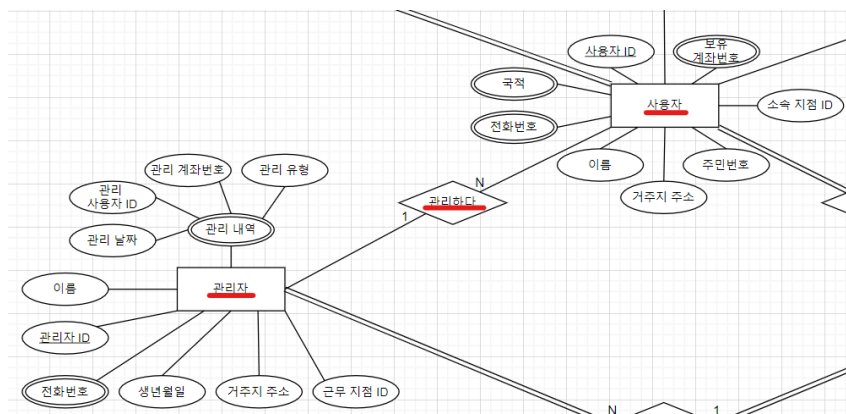 사용자 ID
보유
계좌번호
국적
사용자
소속 지점 ID
전화번호
이름
주민번호
거주지 주소
관리 계좌번호
관리 유형
관리
사용자 ID
관리 내역
관리 날짜
N
관리하다
1
이름
관리자
관리자 ID
전화번호
생년월일
거주지 주소
근무 지점 ID
N
1